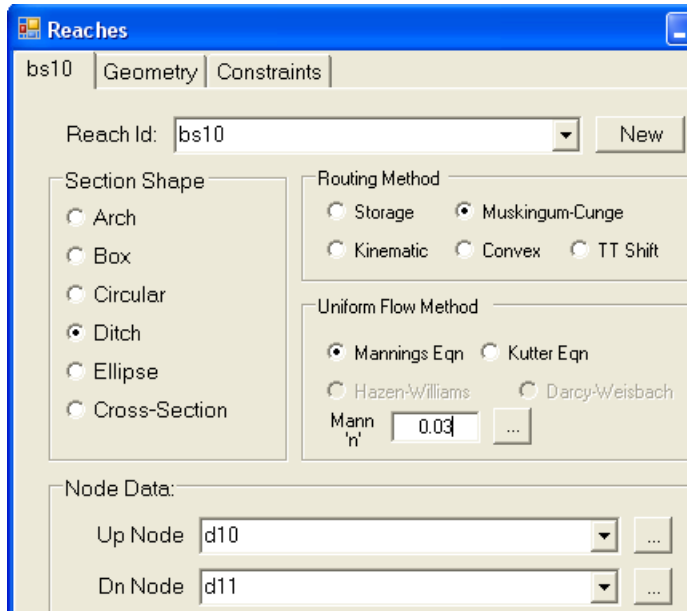 Reaches
bs10 Geometry Constraints
Reach Id: bs10 New
Section Shape
Arch
Box
Circular
Ditch
Ellipse
Cross-Section
Routing Method
Storage Muskingum-Cunge
Kinematic Convex TT Shift
Uniform Flow Method
Mannings Eqn Kutter Eqn
Hazen-Williams Darcy-Weisbach
Mann 'n' 0.03 ...
Node Data:
Up Node d10 ...
Dn Node d11 ...